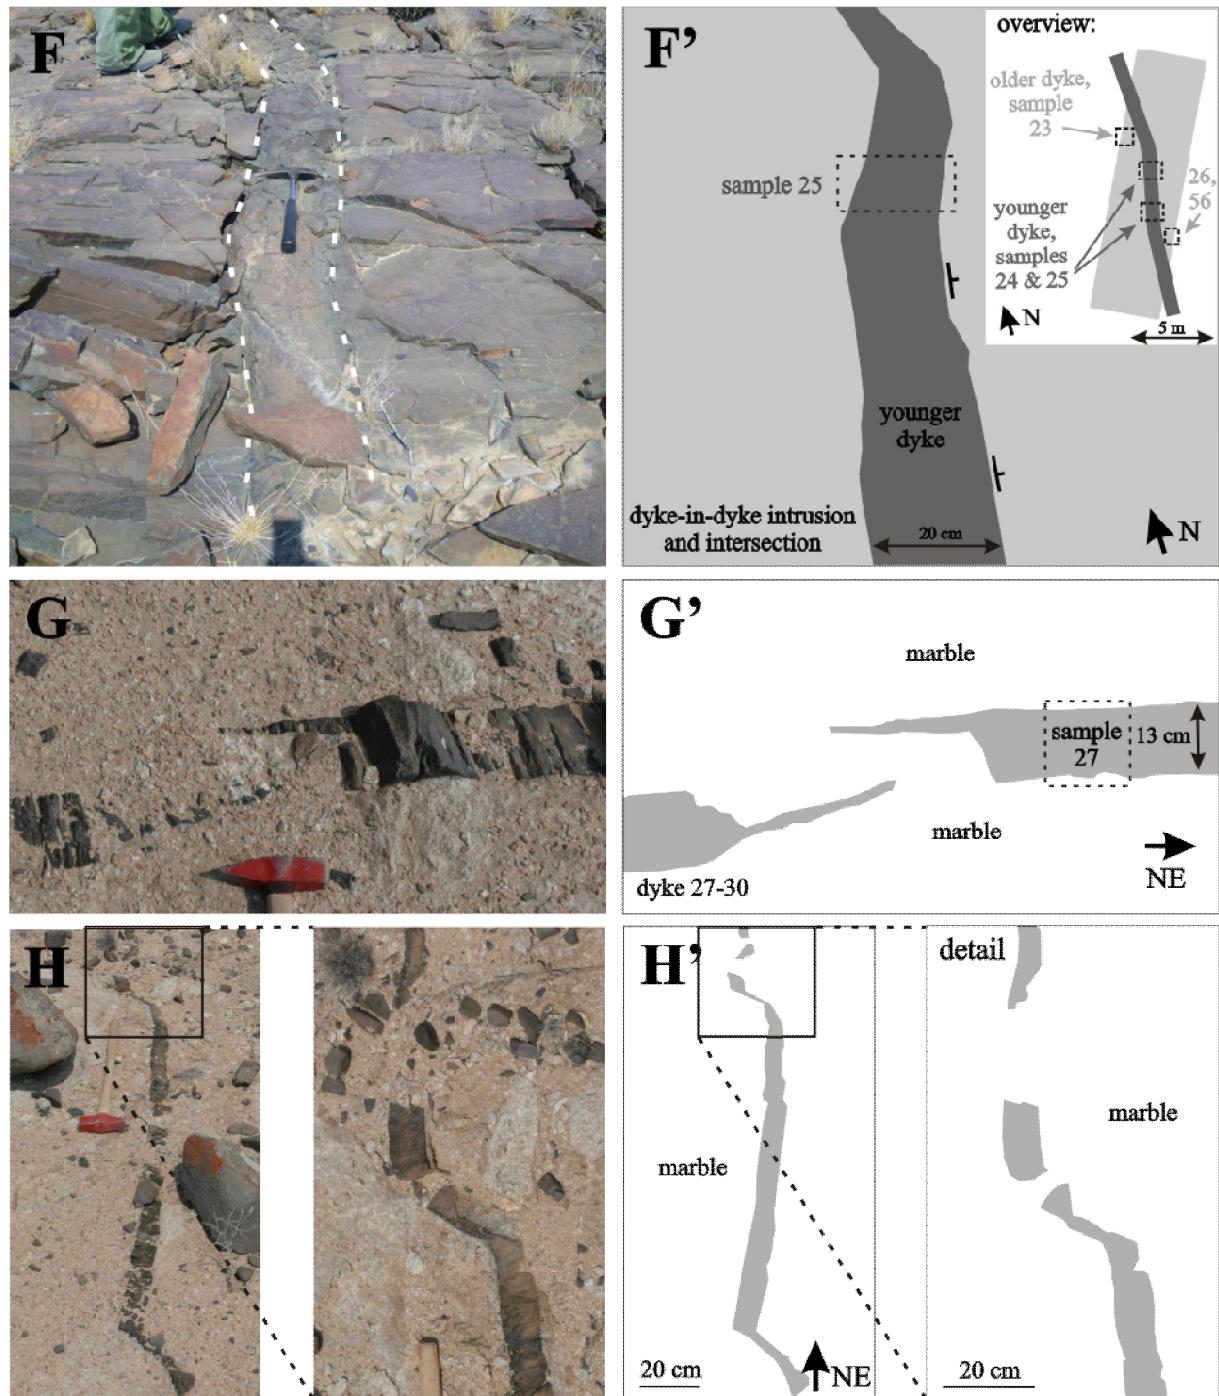 F
F’
overview:
older dyke,
sample
23
26,
56
younger
dyke,
samples
24 & 25
N
5 m
sample 25
younger
dyke
dyke-in-dyke intrusion
and intersection
20 cm
N
G
G’
marble
sample
27
13 cm
marble
NE
dyke 27-30
H
H’
marble
20 cm
NE
detail
marble
20 cm